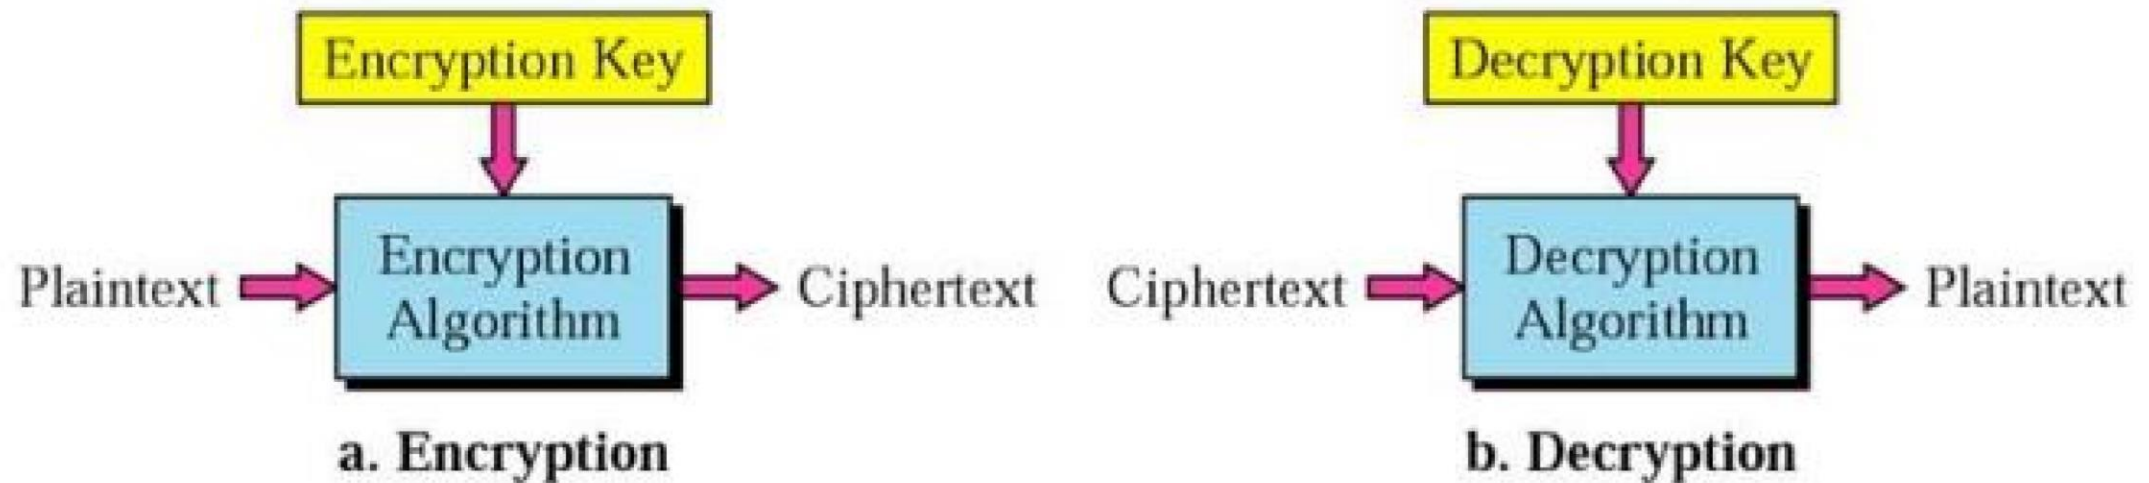 Encryption Key
Plaintext
Encryption
Algorithm
Ciphertext
a. Encryption
Decryption Key
Ciphertext
Decryption
Algorithm
Plaintext
b. Decryption